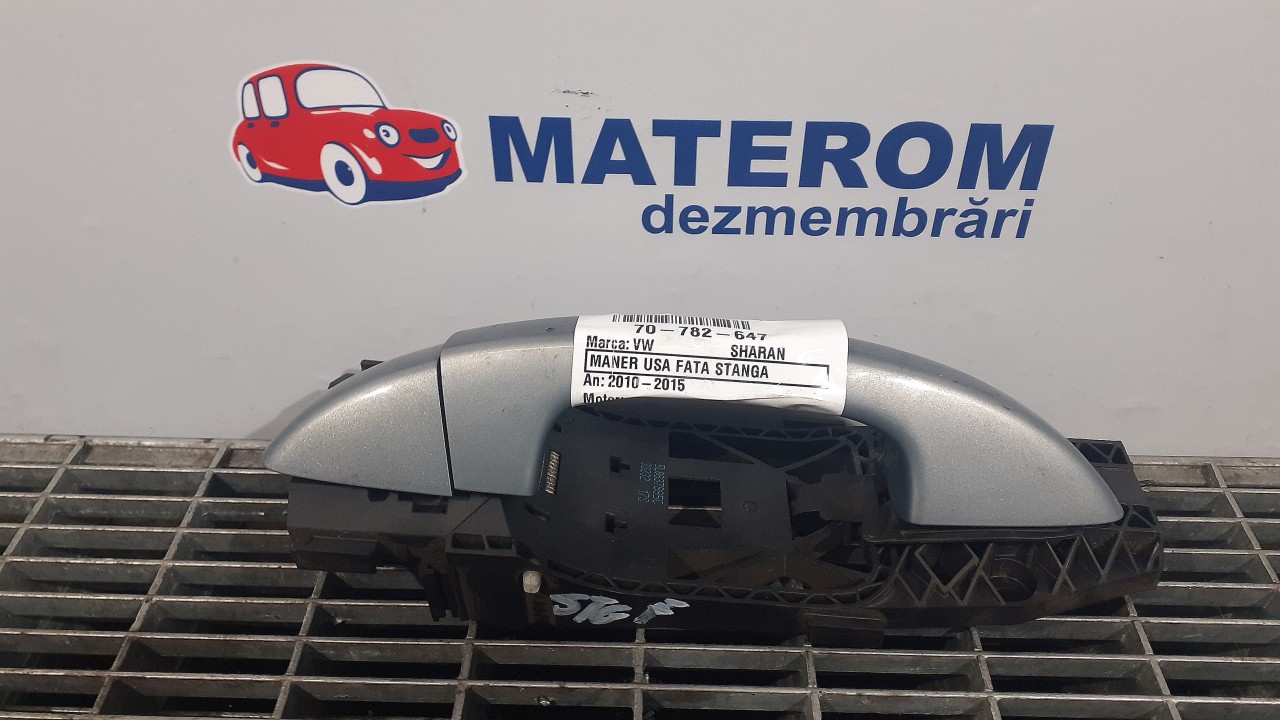 MATEROM
dezmembrări
70-782-647
Marca: VW SHARAN
MANER USA FATA STANGA
An: 2010-2015